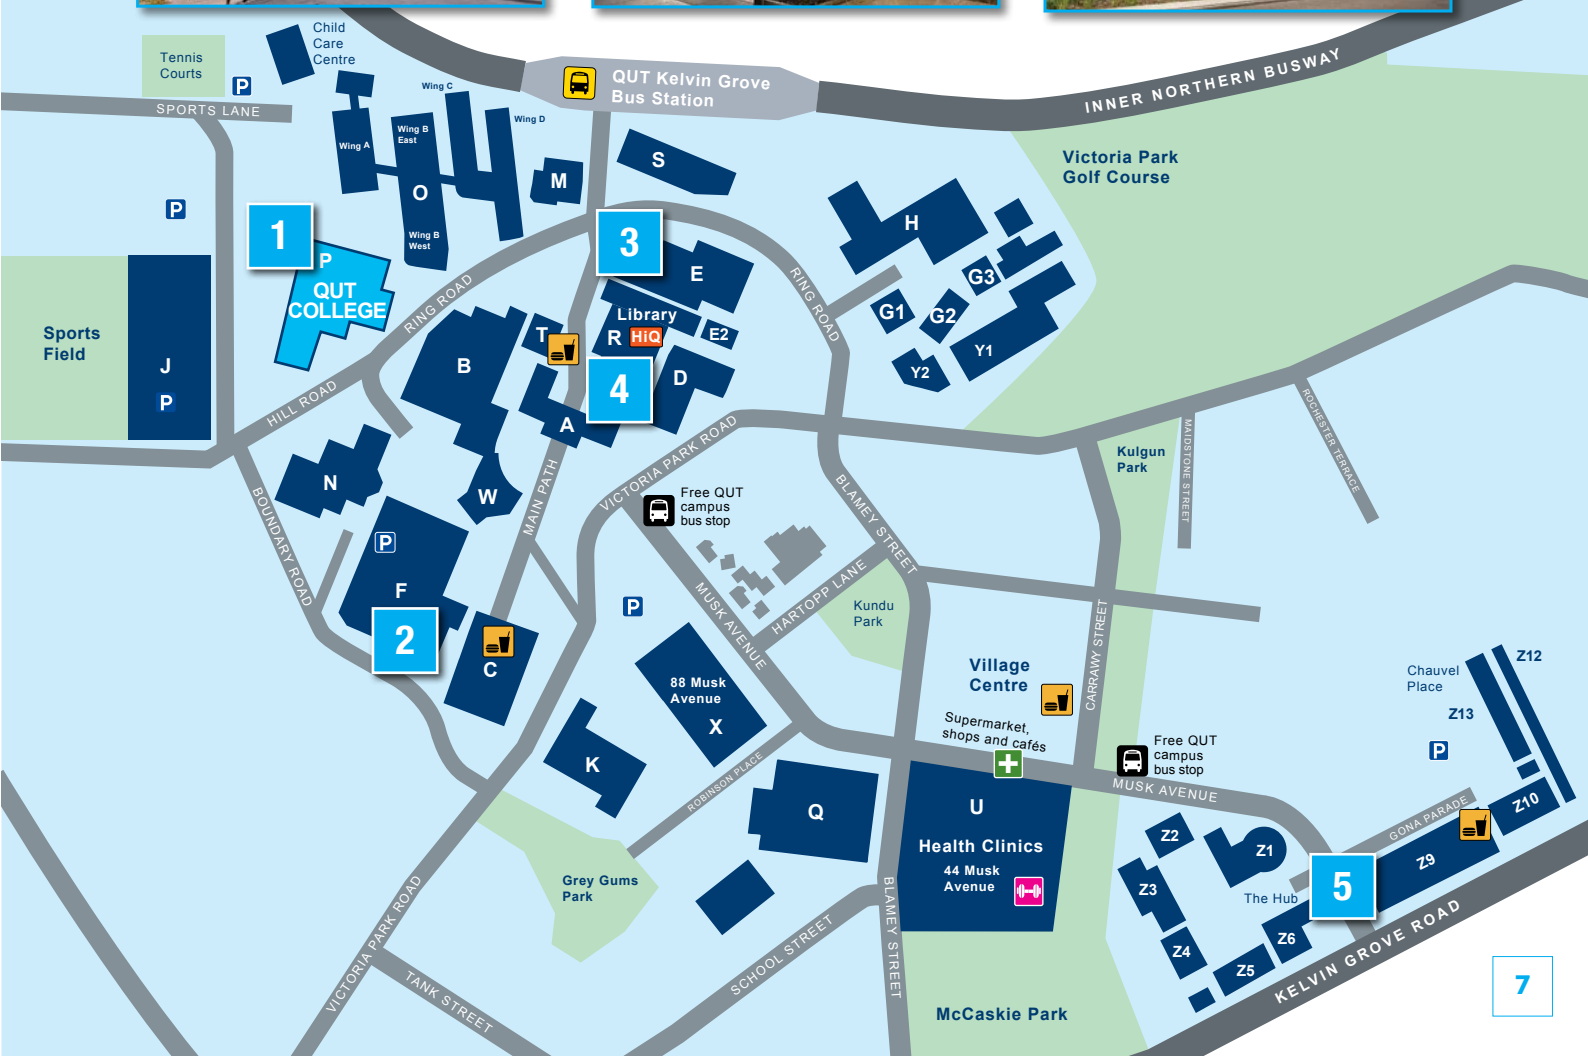 Child
Care
Centre
Tennis
Courts
P
SPORTS LANE
QUT Kelvin Grove
Bus Station
INNER NORTHERN BUSWAY
Wing C
Wing D
Wing B
East
Wing A
O
Wing B
West
M
S
Victoria Park
Golf Course
P
1
P
QUT
COLLEGE
3
E
H
G3
G1
G2
Y1
Y2
RING ROAD
RING ROAD
Library
R
HiQ
E2
T
B
D
4
A
Sports
Field
J
P
HILL ROAD
N
W
MAIN PATH
VICTORIA PARK ROAD
Kulgun
Park
MAIDSTONE STREET
ROCHESTER TERRACE
BOUNDARY ROAD
P
F
2
C
Free QUT
campus
bus stop
BLAMEY STREET
MUSK AVENUE
HARTOPP LANE
Kundu
Park
P
88 Musk
Avenue
X
K
ROBINSON PLACE
Village
Centre
CARRAWY STREET
Supermarket,
shops and cafés
Free QUT
campus
bus stop
MUSK AVENUE
Chauvel
Place
Z12
Z13
P
Q
U
Health Clinics
44 Musk
Avenue
Z2
Z1
Z3
The Hub
5
GONA PARADE
Z10
Z9
Z4
Z6
Z5
KELVIN GROVE ROAD
Grey Gums
Park
VICTORIA PARK ROAD
TANK STREET
SCHOOL STREET
BLAMEY STREET
McCaskie Park
7